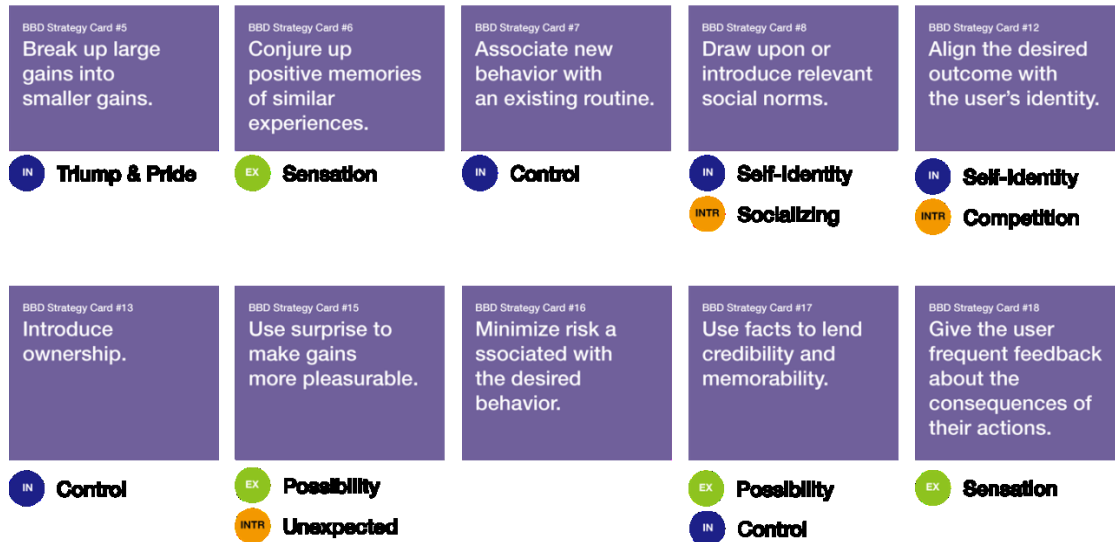 BBD Strategy Card #5
Break up large
gains into
smaller gains.
IN Triump & Pride
BBD Strategy Card #6
Conjure up
positive memories
of similar
experiences.
EX Sensation
BBD Strategy Card #7
Associate new
behavior with
an existing routine.
IN Control
BBD Strategy Card #8
Draw upon or
introduce relevant
social norms.
IN Self-Identity
INTR Socializing
BBD Strategy Card #12
Align the desired
outcome with
the user's identity.
IN Self-Identity
INTR Competition
BBD Strategy Card #13
Introduce
ownership.
IN Control
BBD Strategy Card #15
Use surprise to
make gains
more pleasurable.
EX Possibility
INTR Unexpected
BBD Strategy Card #16
Minimize risk a
ssociated with
the desired
behavior.
BBD Strategy Card #17
Use facts to lend
credibility and
memorability.
EX Possibility
IN Control
BBD Strategy Card #18
Give the user
frequent feedback
about the
consequences of
their actions.
EX Sensation